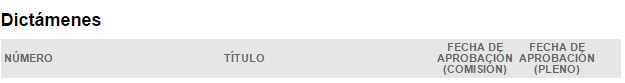 Dictámenes
NÚMERO TÍTULO FECHA DE APROBACIÓN (COMISIÓN) FECHA DE APROBACIÓN (PLENO)